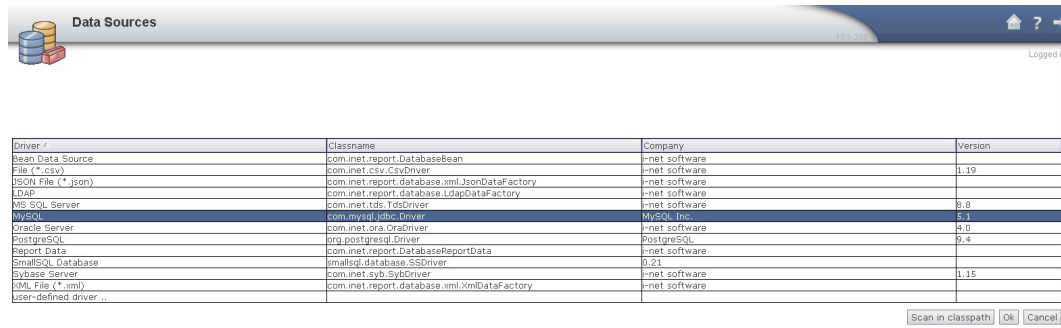 Data Sources
?
Logged
Driver Classname Company Version
Bean Data Source com.inet.report.DatabaseBean i-net software
File (*.csv) com.inet.csv.CsvDriver i-net software 1.19
JSON File (*.json) com.inet.report.database.xml.JsonDataFactory i-net software
LDAP com.inet.report.database.LdapDataFactory i-net software
MS SQL Server com.inet.tds.TdsDriver i-net software 8.8
MySQL com.mysql.jdbc.Driver MySQL Inc. 5.1
Oracle Server com.inet.ora.OraDriver i-net software 4.0
PostgreSQL org.postgresql.Driver PostgreSQL 9.4
Report Data com.inet.report.DatabaseReportData i-net software
SmallSQL Database smallsql.database.SSDriver 0.21
Sybase Server com.inet.syb.SybDriver i-net software 1.15
XML File (*.xml) com.inet.report.database.xml.XmlDataFactory i-net software
user-defined driver ..
Scan in classpath Ok Cancel